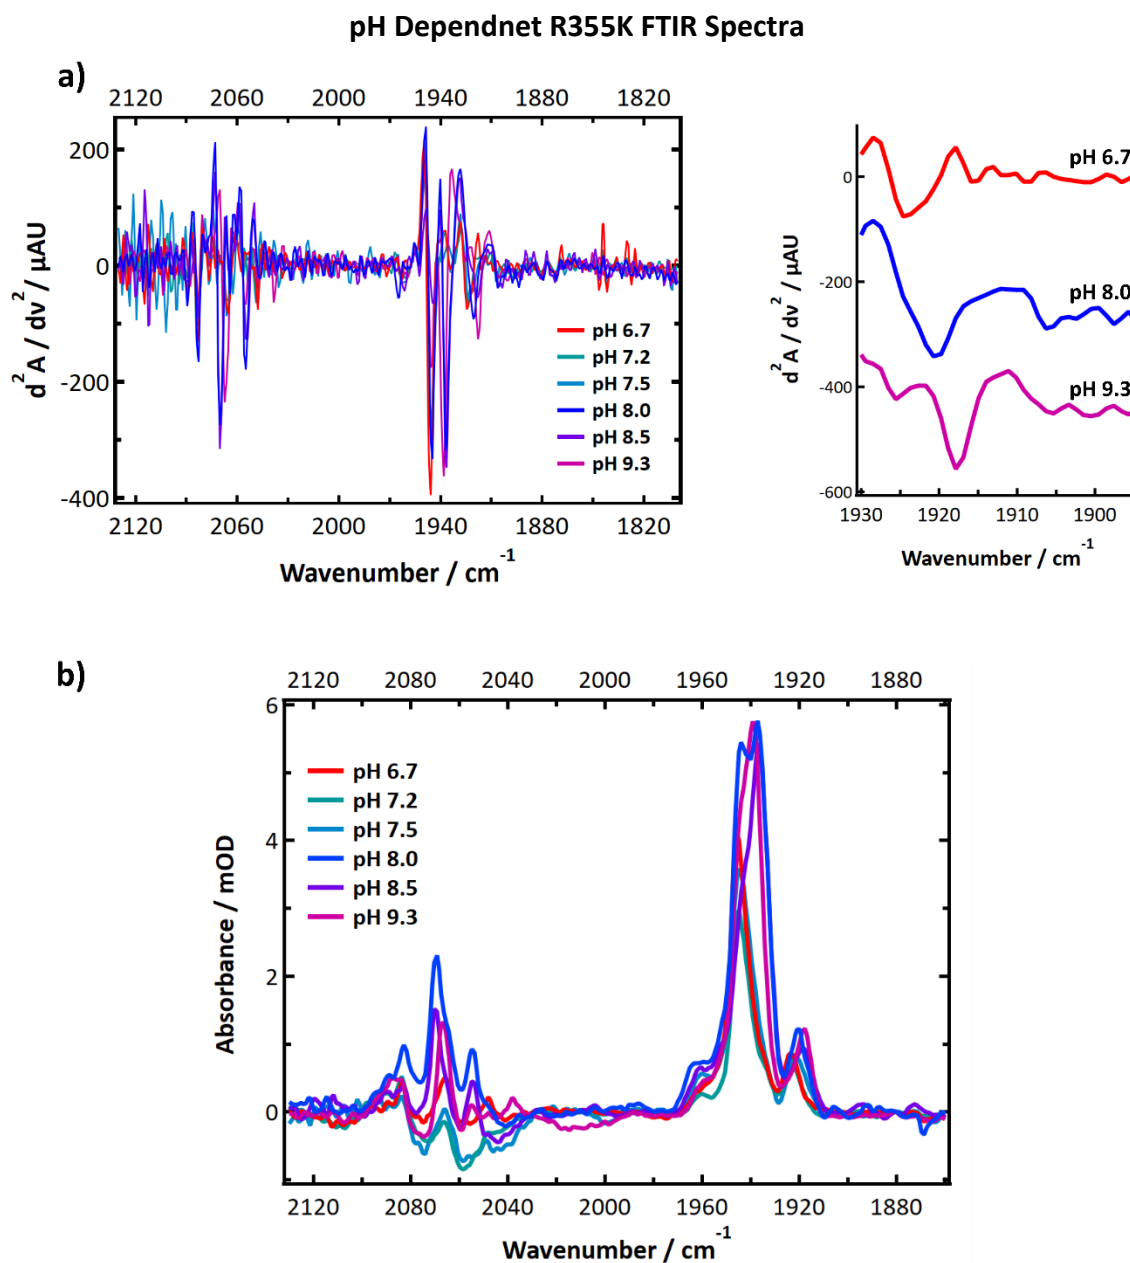 pH Dependnet R355K FTIR Spectra
a)
2120 2060 2000 1940 1880 1820
200
0
-200
-400
d² A / dν² / μAU
pH 6.7
pH 7.2
pH 7.5
pH 8.0
pH 8.5
pH 9.3
2120 2060 2000 1940 1880 1820
Wavenumber / cm⁻¹
0
-200
-400
-600
d² A / dν² / μAU
pH 6.7
pH 8.0
pH 9.3
1930 1920 1910 1900
Wavenumber / cm⁻¹
b)
2120 2080 2040 2000 1960 1920 1880
6
4
2
0
Absorbance / mOD
pH 6.7
pH 7.2
pH 7.5
pH 8.0
pH 8.5
pH 9.3
2120 2080 2040 2000 1960 1920 1880
Wavenumber / cm⁻¹